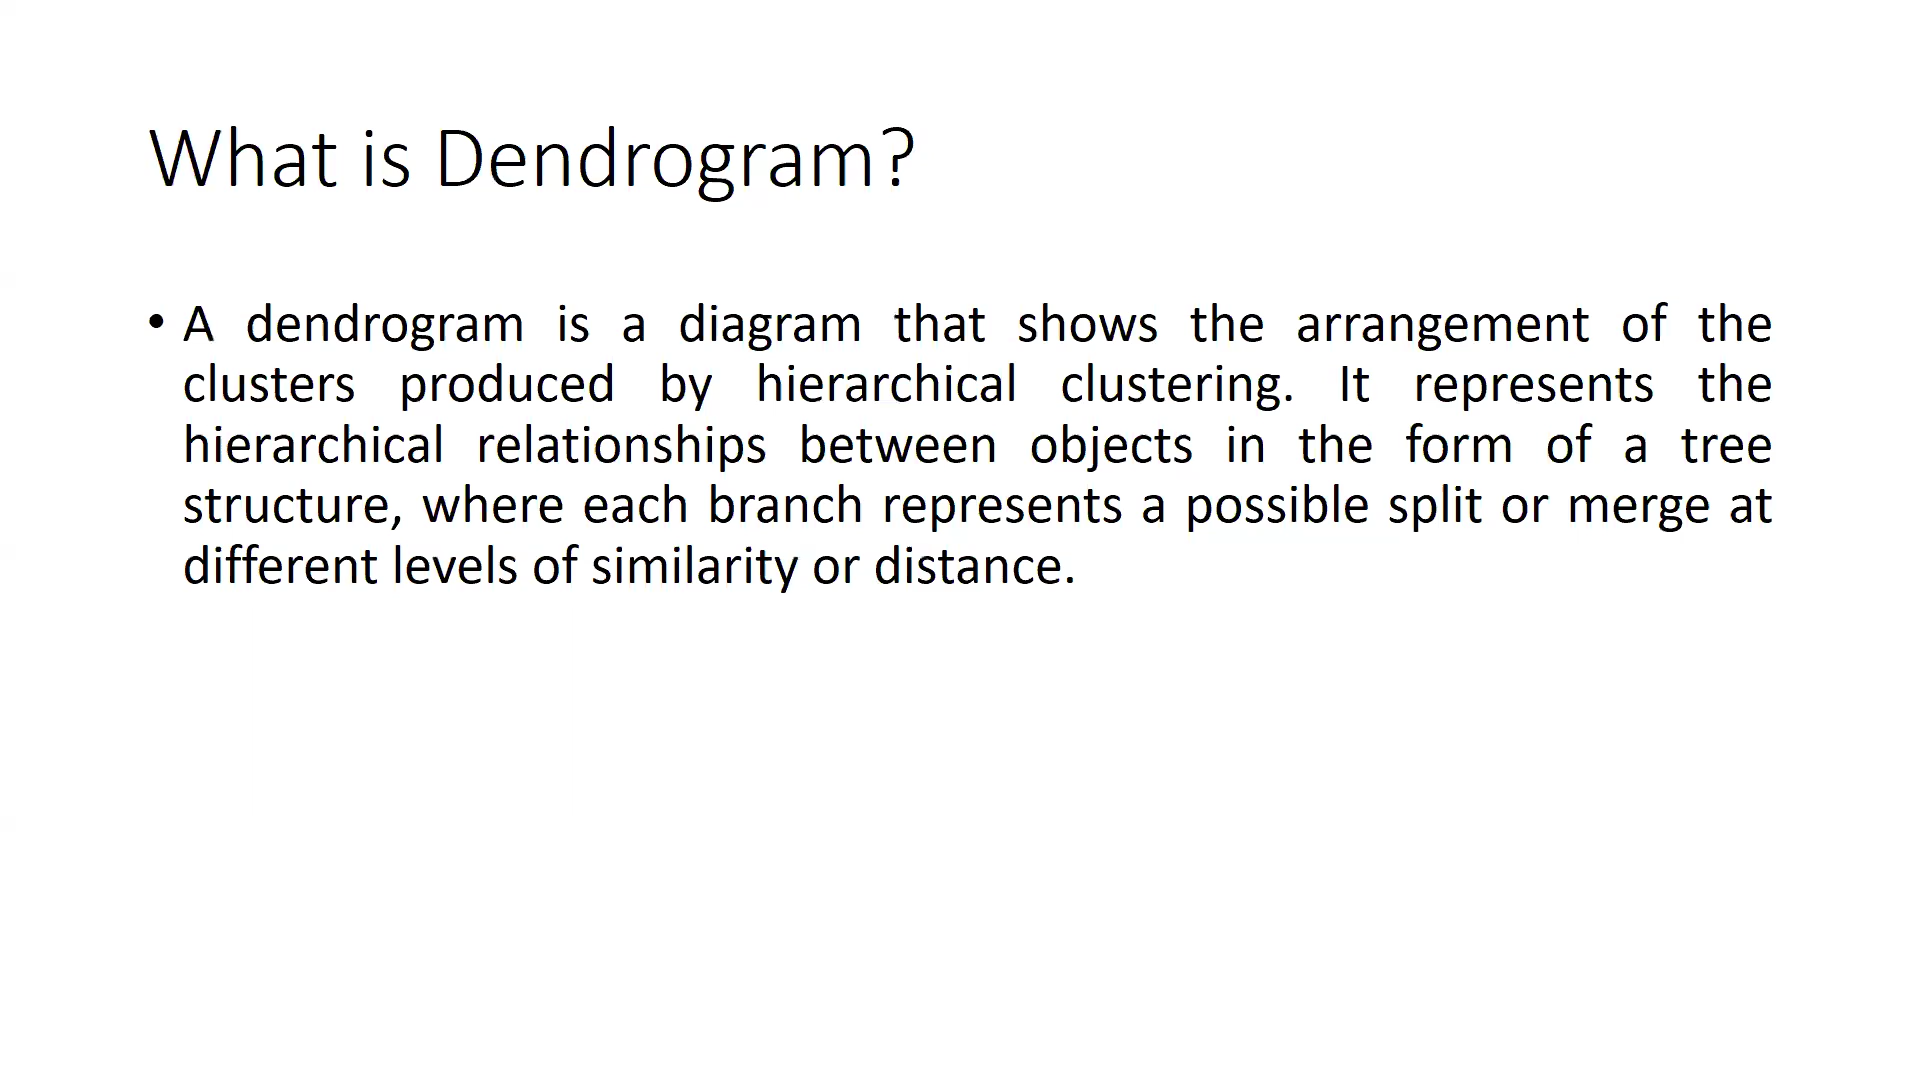 What is Dendrogram?
• A dendrogram is a diagram that shows the arrangement of the
clusters produced by hierarchical clustering. It represents the
hierarchical relationships between objects in the form of a tree
structure, where each branch represents a possible split or merge at
different levels of similarity or distance.